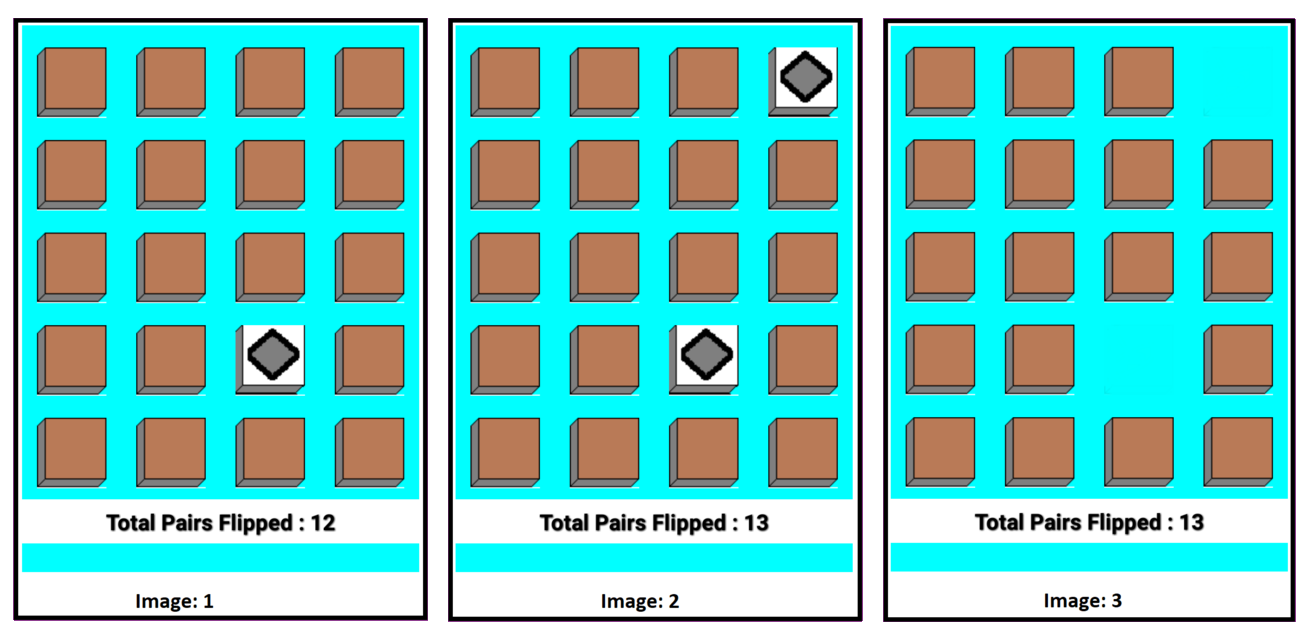 Total Pairs Flipped : 12
Total Pairs Flipped : 13
Total Pairs Flipped : 13
Image: 1
Image: 2
Image: 3